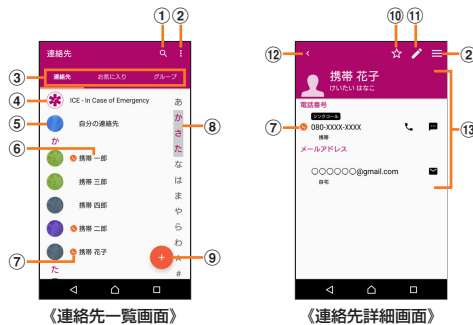 ① ②
連絡先
③ 連絡先 お気に入り グループ
④ ICE - In Case of Emergency
⑤ 自分の連絡先
か
⑥
携帯 一郎
携帯 三郎
携帯 四郎
携帯 二郎
⑦ 携帯 花子
た
あ
か
さ
た
な
は
ま
や
ら
わ
A
#
⑧
+ ⑨
《連絡先一覧画面》
⑩ ⑪
⑫ ②
携帯 花子
けいたい はなこ
電話番号
シンクコール
⑦ 080-XXXX-XXXX
携帯
メールアドレス
〇〇〇〇〇〇@gmail.com
自宅
⑬
《連絡先詳細画面》